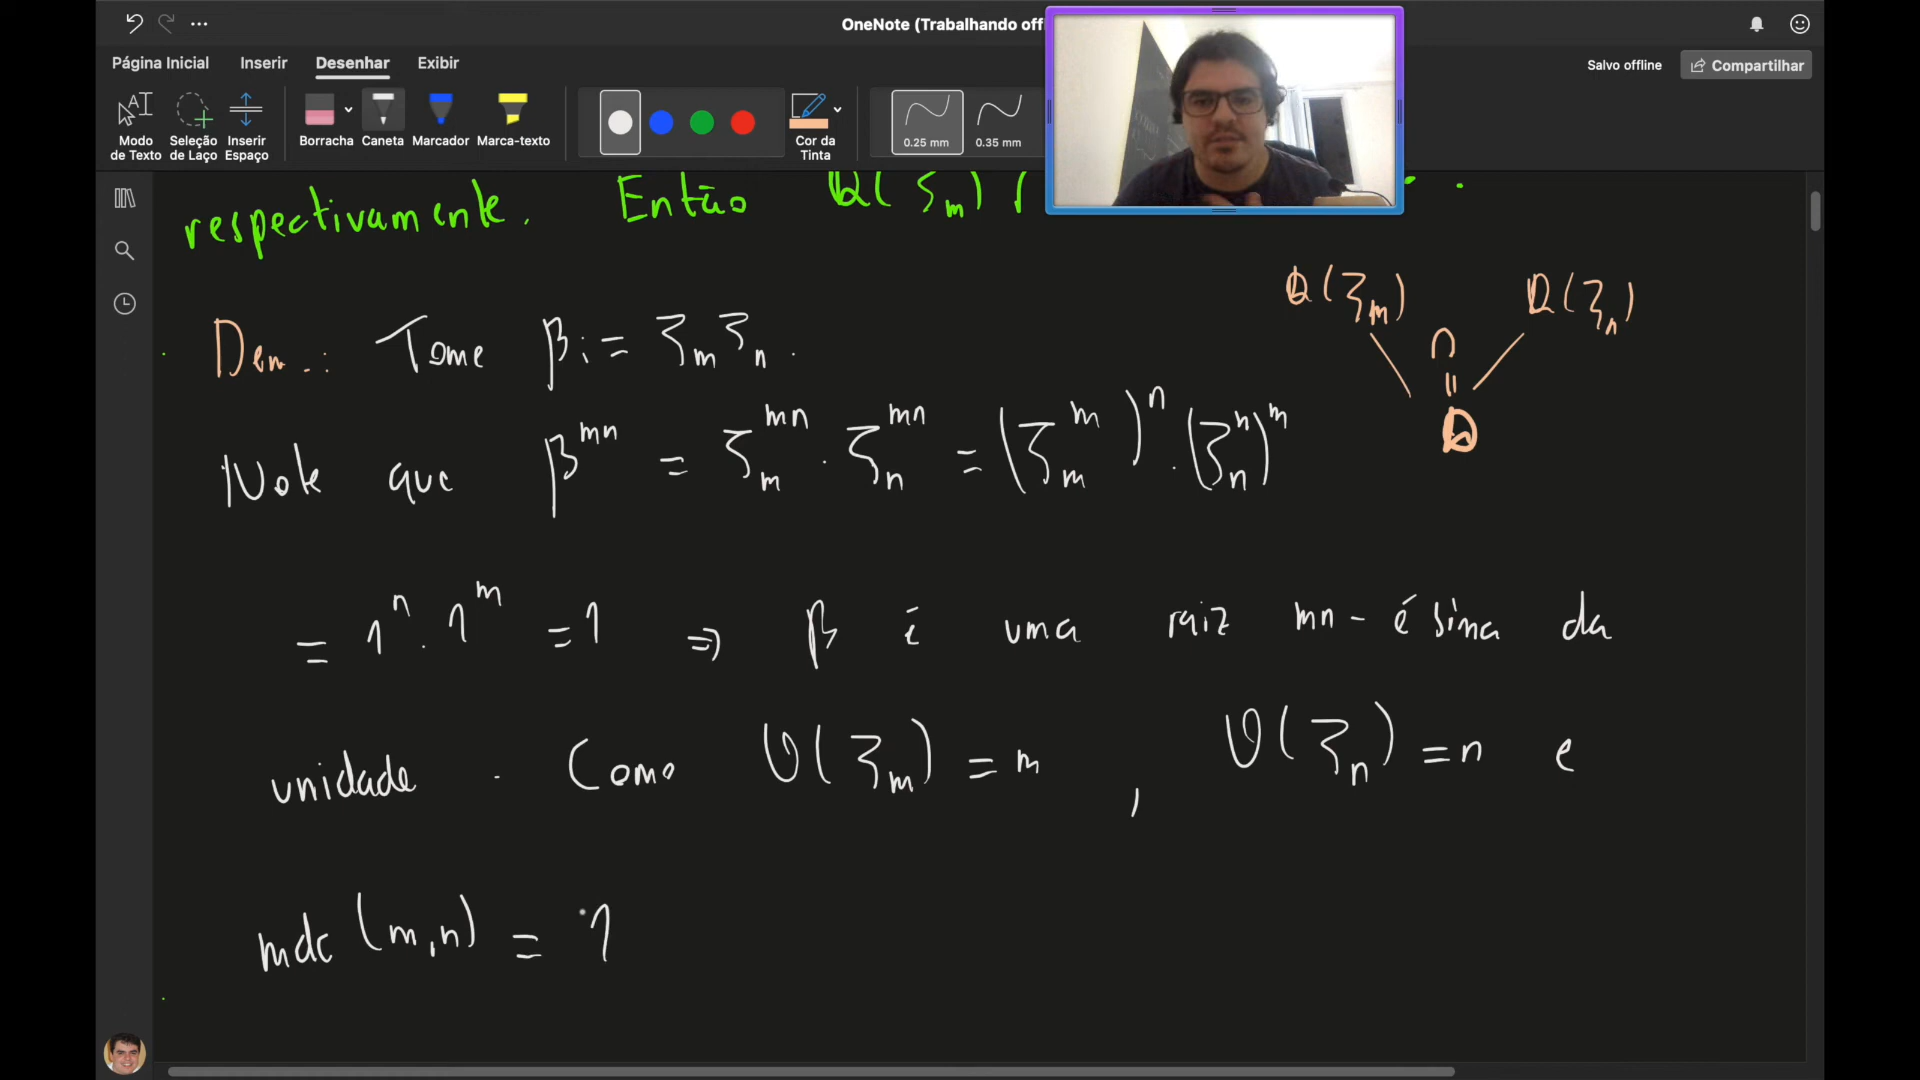 OneNote (Trabalhando offl
Página Inicial Inserir Desenhar Exibir
Salvo offline Compartilhar
Modo de Texto Seleção de Laço Inserir Espaço Borracha Caneta Marcador Marca-texto Cor da Tinta 0.25 mm 0.35 mm
respectivamente. Então ℚ(ζₘ) ∩
ℚ(ζₘ) ∩ ℚ(ζₙ)
=
ℚ
Dem.: Tome β := ζₘζₙ.
Note que β^{mn} = ζₘ^{mn} · ζₙ^{mn} = (ζₘ^m)^n · (ζₙ^n)^m
= 1^n · 1^m = 1 ⇒ β é uma raiz mn-ésima da
unidade. Como O(ζₘ) = m, O(ζₙ) = n e
mdc (m,n) = 1